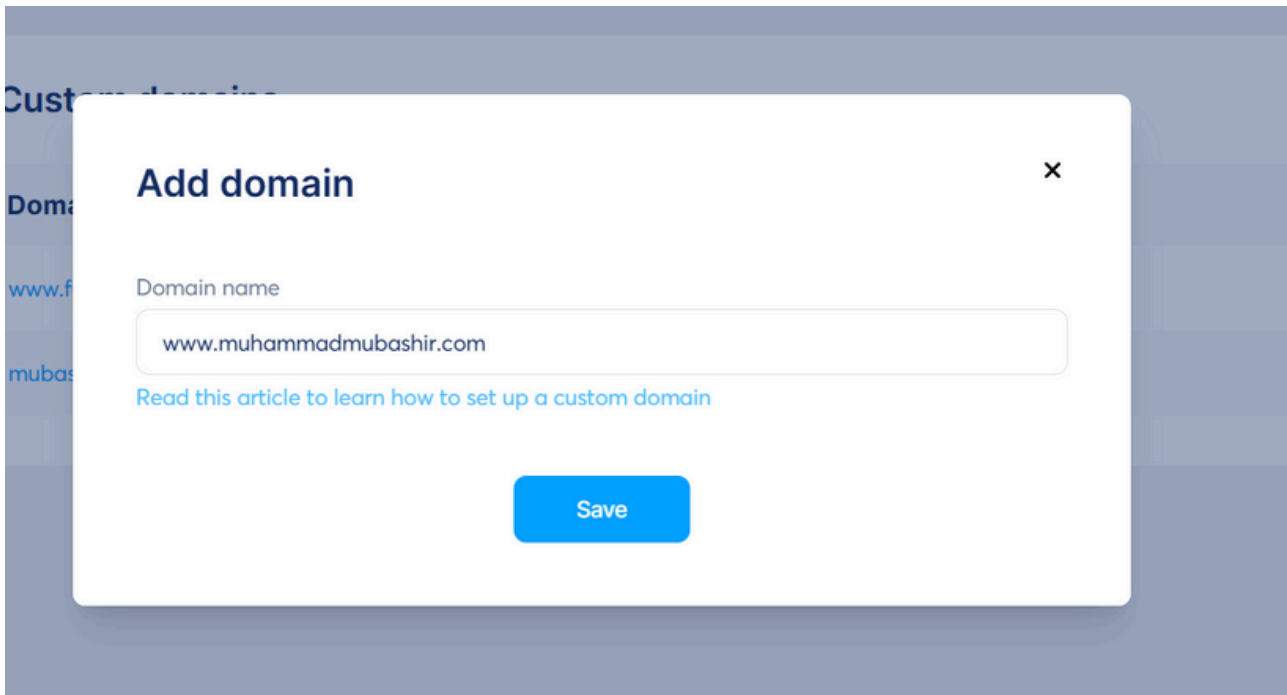 Add domain
Domain name
www.muhammadmubashir.com
Read this article to learn how to set up a custom domain
Save